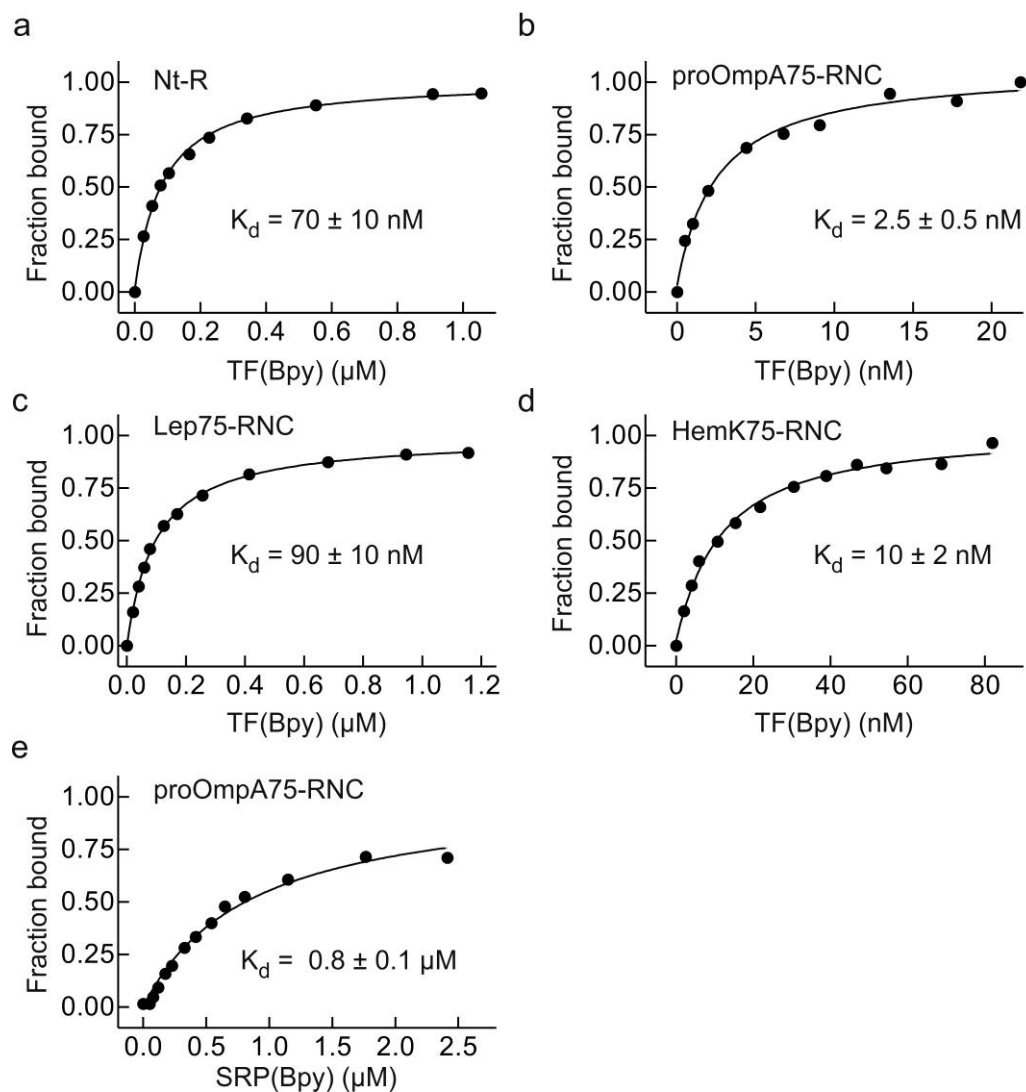 a
Nt-R
Fraction bound
1.00
0.75
0.50
0.25
0.00
K_d = 70 ± 10 nM
0.0 0.2 0.4 0.6 0.8 1.0
TF(Bpy) (µM)
b
proOmpA75-RNC
Fraction bound
1.00
0.75
0.50
0.25
0.00
K_d = 2.5 ± 0.5 nM
0 5 10 15 20
TF(Bpy) (nM)
c
Lep75-RNC
Fraction bound
1.00
0.75
0.50
0.25
0.00
K_d = 90 ± 10 nM
0.0 0.2 0.4 0.6 0.8 1.0 1.2
TF(Bpy) (µM)
d
HemK75-RNC
Fraction bound
1.00
0.75
0.50
0.25
0.00
K_d = 10 ± 2 nM
0 20 40 60 80
TF(Bpy) (nM)
e
proOmpA75-RNC
Fraction bound
1.00
0.75
0.50
0.25
0.00
K_d = 0.8 ± 0.1 µM
0.0 0.5 1.0 1.5 2.0 2.5
SRP(Bpy) (µM)